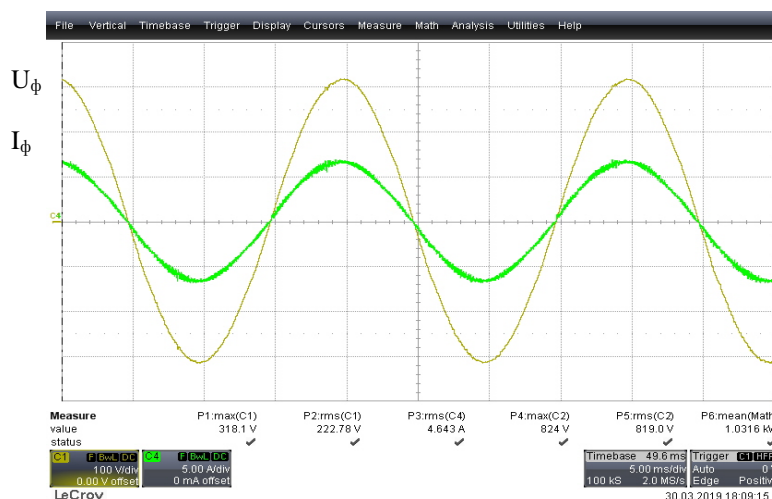 File Vertical Timebase Trigger Display Cursors Measure Math Analysis Utilities Help
Uф
Iф
C4
Measure P1:max(C1) P2:rms(C1) P3:rms(C4) P4:max(C2) P5:rms(C2) P6:mean(Math
value 318.1 V 222.78 V 4.643 A 824 V 819.0 V 1.0316 k
status
C1 F BwL DC C4 F BwL DC Timebase 49.6 ms Trigger C1 HFR
100 V/div 5.00 A/div 5.00 ms/div Auto 0
0.00 V offset 0 mA offset 100 kS 2.0 MS/s Edge Positiv
LeCroy 30.03.2019 18:09:15